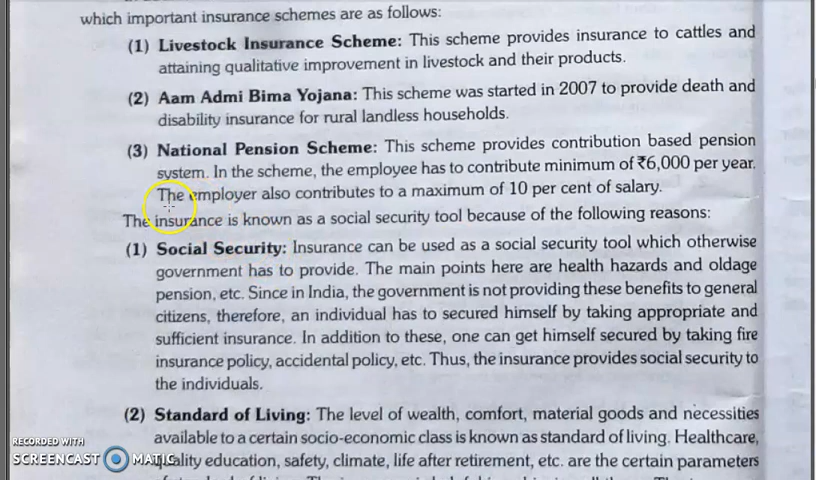 which important insurance schemes are as follows:
(1) Livestock Insurance Scheme: This scheme provides insurance to cattles and
attaining qualitative improvement in livestock and their products.
(2) Aam Admi Bima Yojana: This scheme was started in 2007 to provide death and
disability insurance for rural landless households.
(3) National Pension Scheme: This scheme provides contribution based pension
system. In the scheme, the employee has to contribute minimum of ₹6,000 per year.
The employer also contributes to a maximum of 10 per cent of salary.
The insurance is known as a social security tool because of the following reasons:
(1) Social Security: Insurance can be used as a social security tool which otherwise
government has to provide. The main points here are health hazards and oldage
pension, etc. Since in India, the government is not providing these benefits to general
citizens, therefore, an individual has to secured himself by taking appropriate and
sufficient insurance. In addition to these, one can get himself secured by taking fire
insurance policy, accidental policy, etc. Thus, the insurance provides social security to
the individuals.
(2) Standard of Living: The level of wealth, comfort, material goods and necessities
available to a certain socio-economic class is known as standard of living. Healthcare,
quality education, safety, climate, life after retirement, etc. are the certain parameters
RECORDED WITH
SCREENCAST MATIC